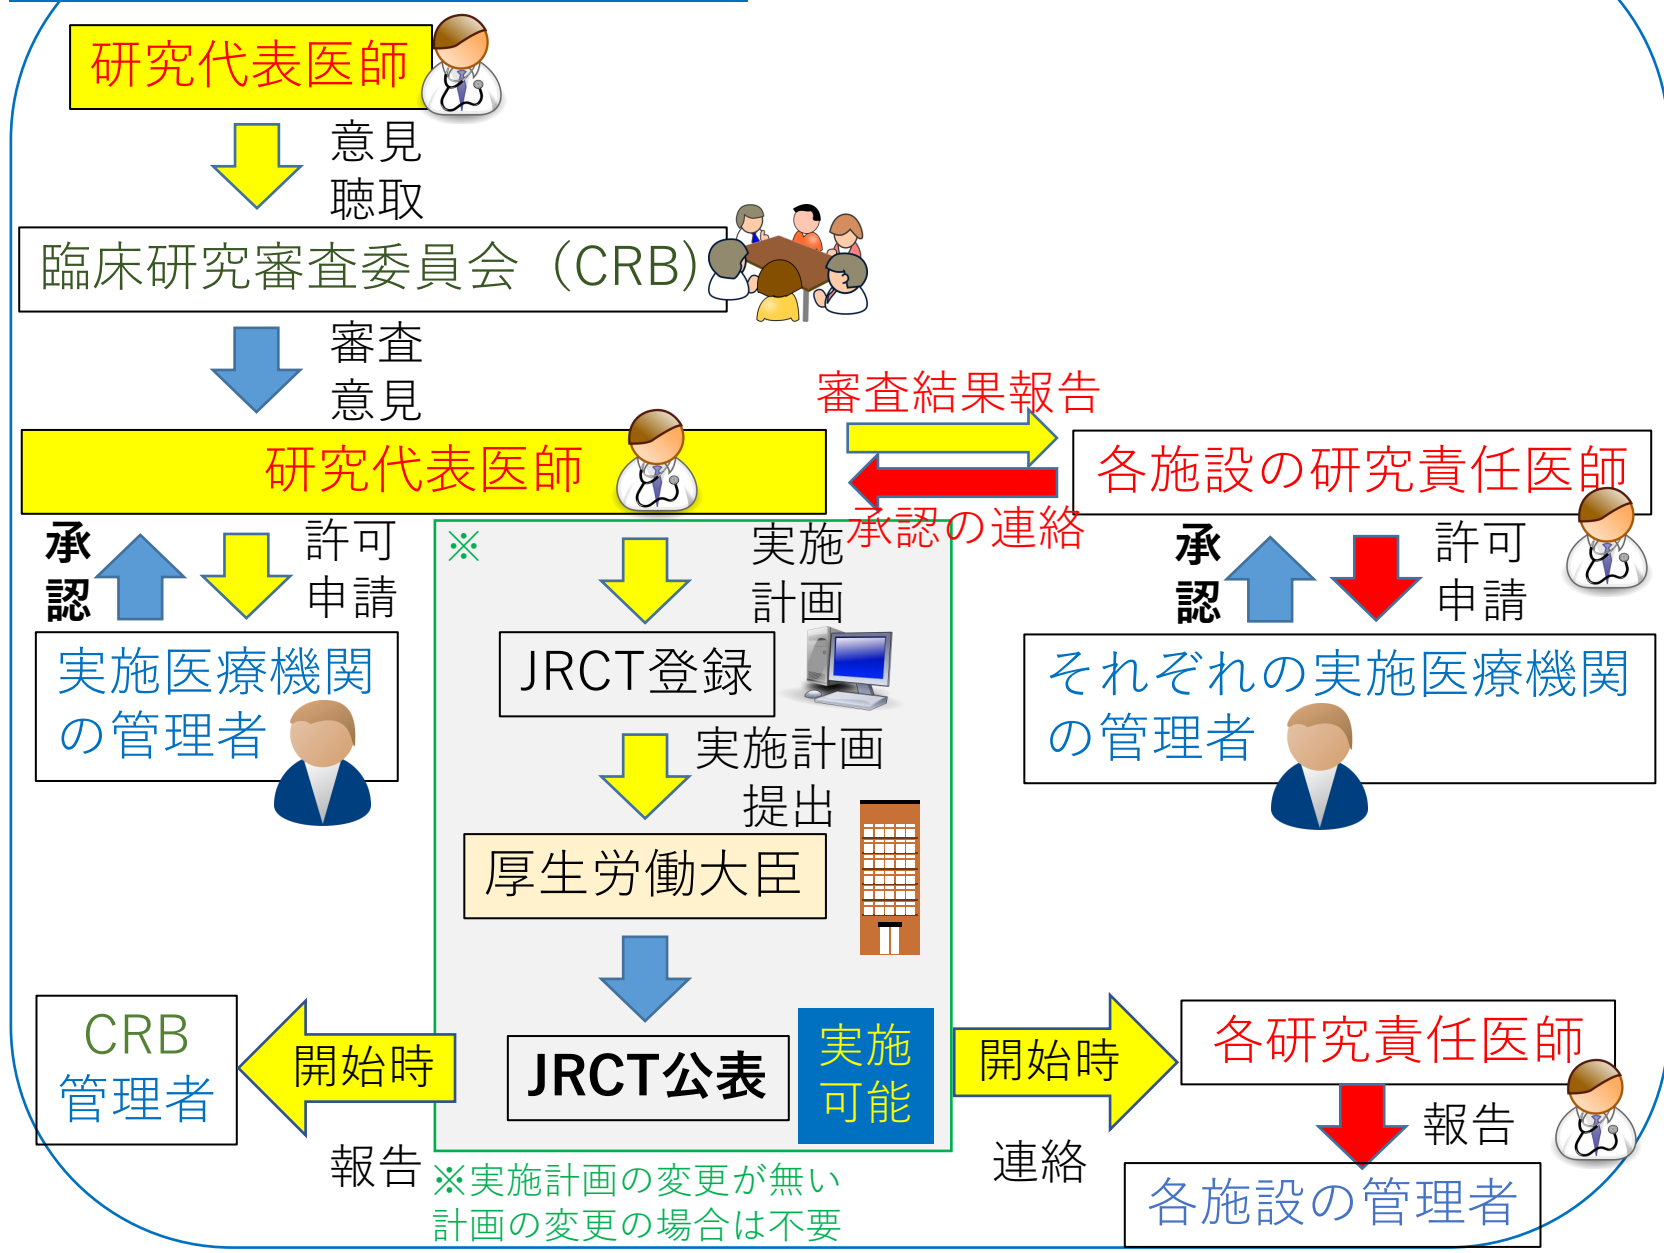 研究代表医師
意見
聴取
臨床研究審査委員会（CRB）
審査
意見
研究代表医師
審査結果報告
承認の連絡
各施設の研究責任医師
承
認
許可
申請
実施医療機関
の管理者
※
実施
計画
JRCT登録
実施計画
提出
厚生労働大臣
JRCT公表
実施
可能
承
認
許可
申請
それぞれの実施医療機関
の管理者
CRB
管理者
開始時
報告
開始時
連絡
各研究責任医師
報告
各施設の管理者
※実施計画の変更が無い
計画の変更の場合は不要